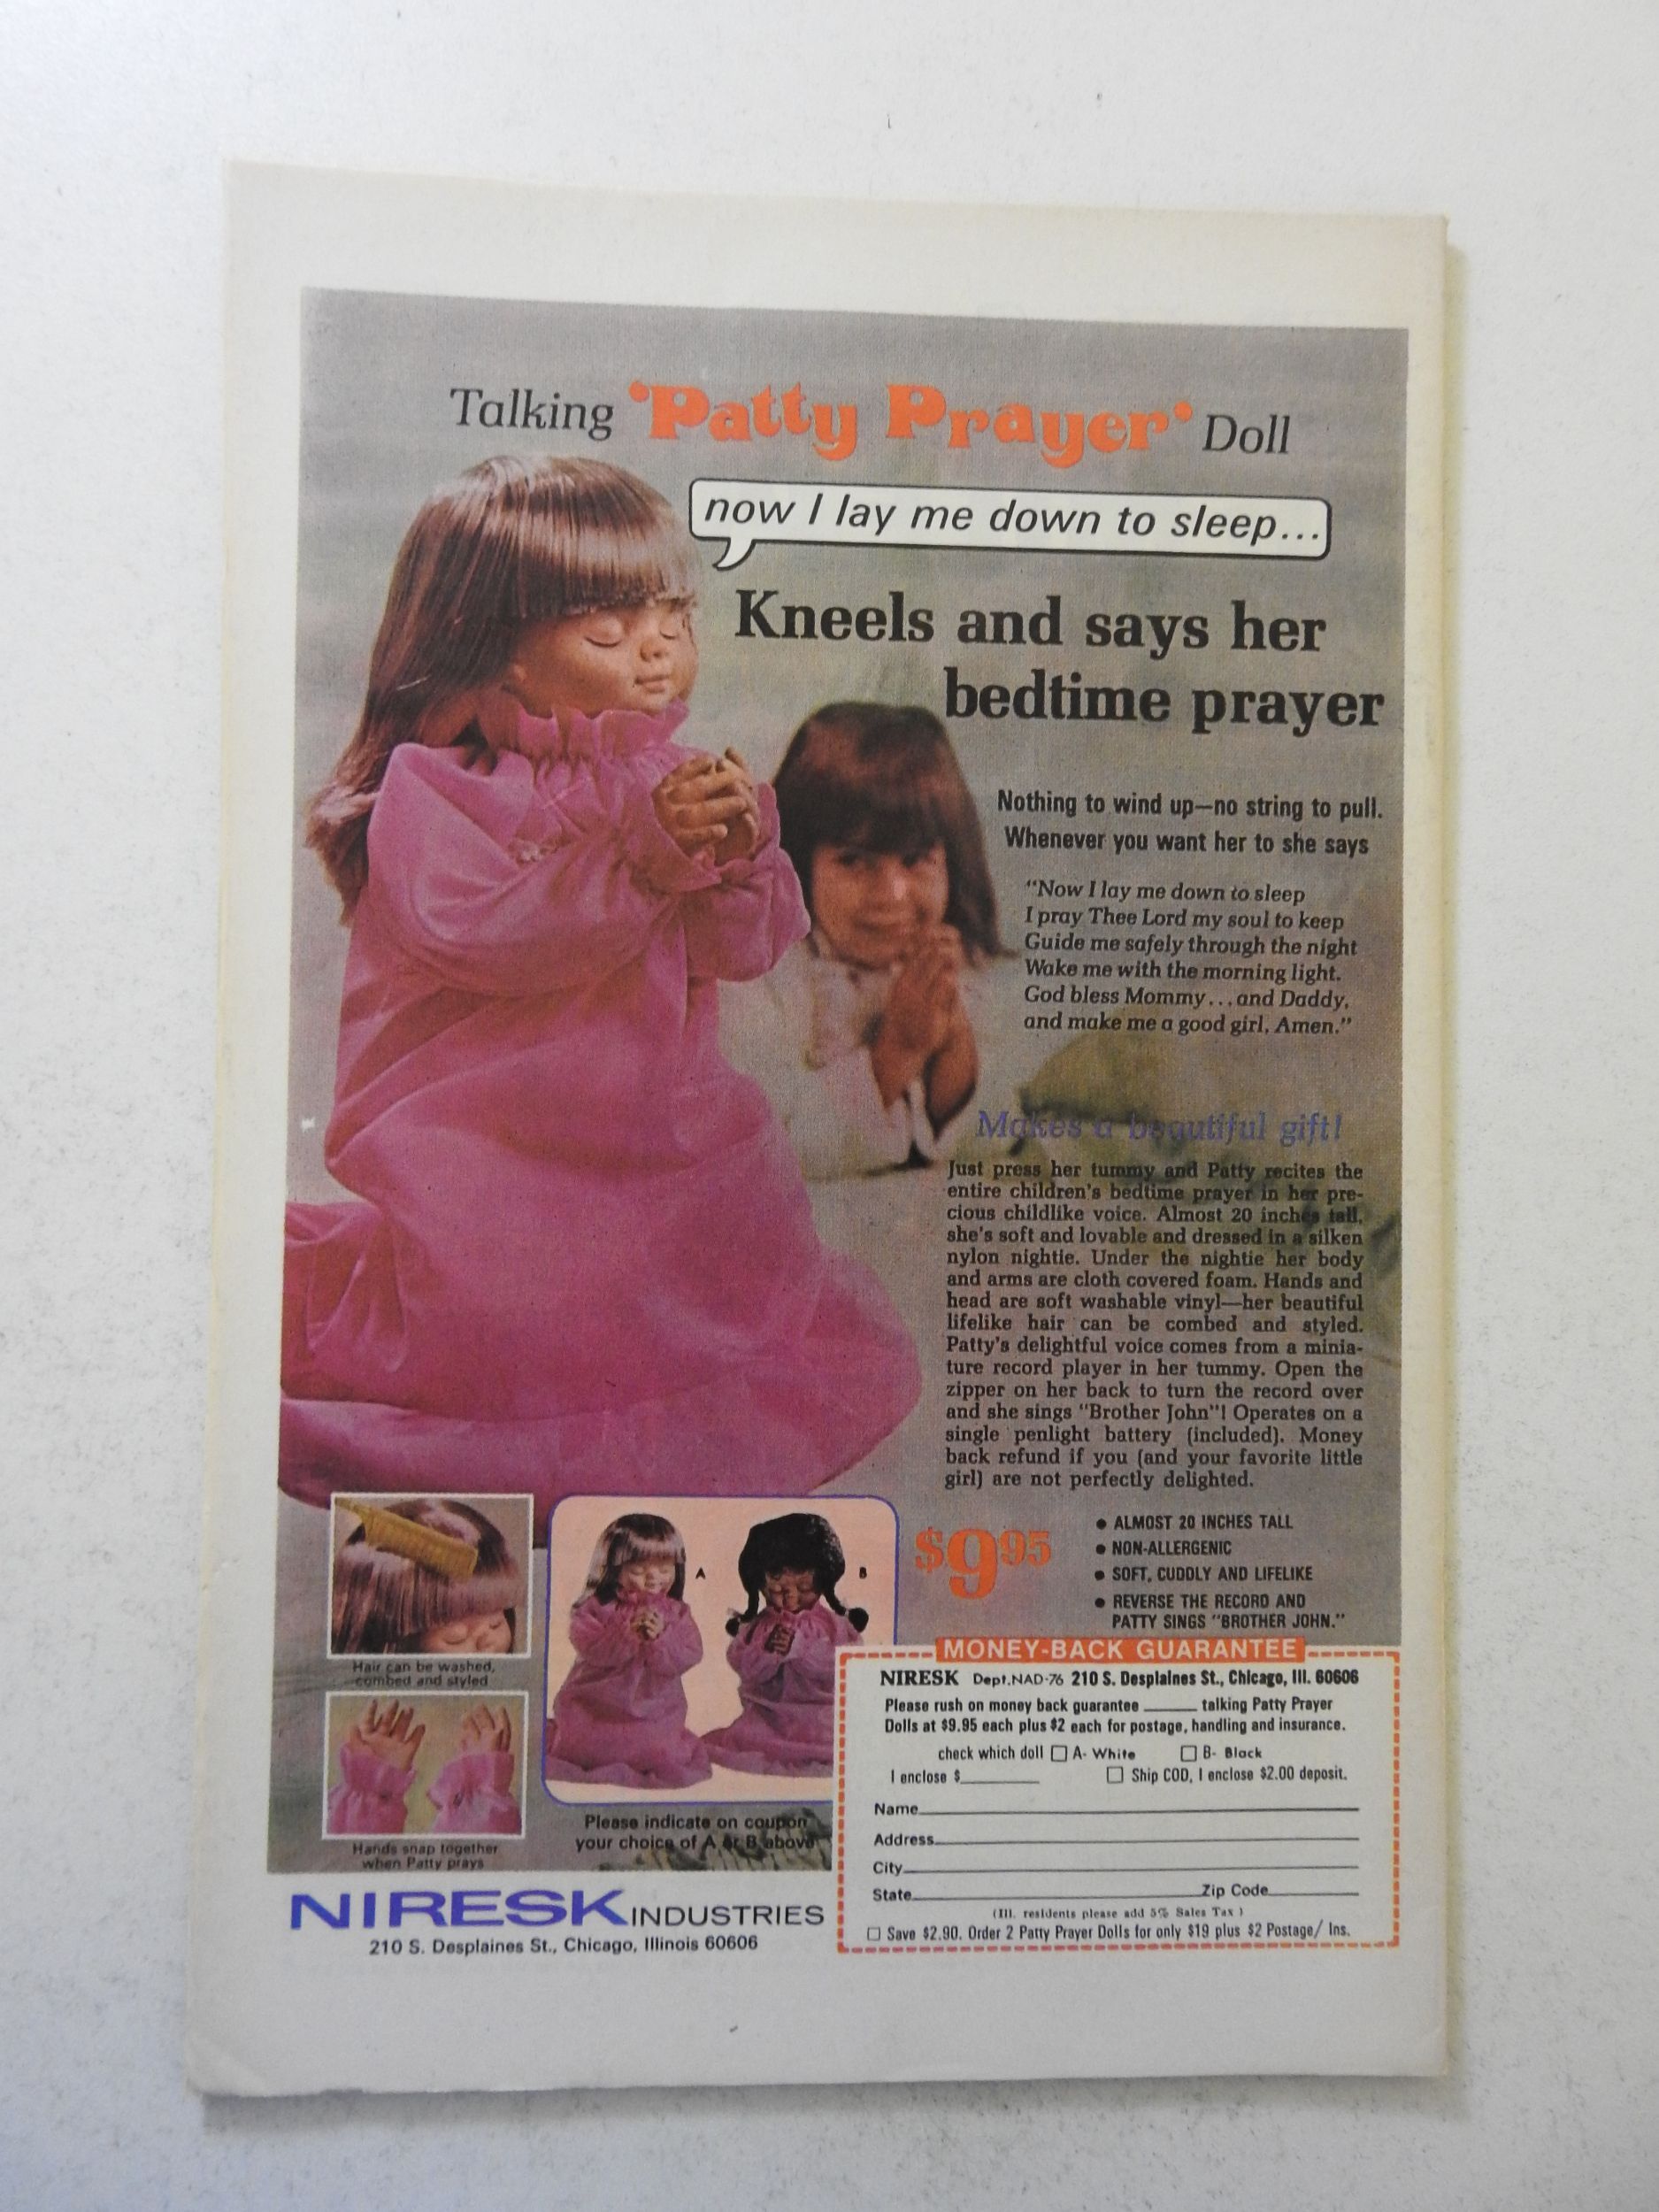 Talking 'Patty Prayer' Doll
now I lay me down to sleep...
Kneels and says her
bedtime prayer
Nothing to wind up—no string to pull.
Whenever you want her to she says
"Now I lay me down to sleep
I pray Thee Lord my soul to keep
Guide me safely through the night
Wake me with the morning light.
God bless Mommy...and Daddy,
and make me a good girl, Amen."
Makes a beautiful gift!
Just press her tummy and Patty recites the
entire children's bedtime prayer in her pre-
cious childlike voice. Almost 20 inches tall,
she's soft and lovable and dressed in a silken
nylon nightie. Under the nightie her body
and arms are cloth covered foam. Hands and
head are soft washable vinyl—her beautiful
lifelike hair can be combed and styled.
Patty's delightful voice comes from a minia-
ture record player in her tummy. Open the
zipper on her back to turn the record over
and she sings "Brother John"! Operates on a
single penlight battery (included). Money
back refund if you (and your favorite little
girl) are not perfectly delighted.
$9.95
• ALMOST 20 INCHES TALL
• NON-ALLERGENIC
• SOFT, CUDDLY AND LIFELIKE
• REVERSE THE RECORD AND
PATTY SINGS "BROTHER JOHN."
Hair can be washed,
combed and styled
Hands snap together
when Patty prays
A
B
Please indicate on coupon
your choice of A or B above
NIRESK INDUSTRIES
210 S. Desplaines St., Chicago, Illinois 60606
MONEY-BACK GUARANTEE
NIRESK Dept.NAD-76 210 S. Desplaines St., Chicago, Ill. 60606
Please rush on money back guarantee ______ talking Patty Prayer
Dolls at $9.95 each plus $2 each for postage, handling and insurance.
check which doll □ A- White □ B- Black
I enclose $________ □ Ship COD, I enclose $2.00 deposit.
Name
Address
City
State Zip Code
(Ill. residents please add 5% Sales Tax)
□ Save $2.90. Order 2 Patty Prayer Dolls for only $19 plus $2 Postage/ Ins.